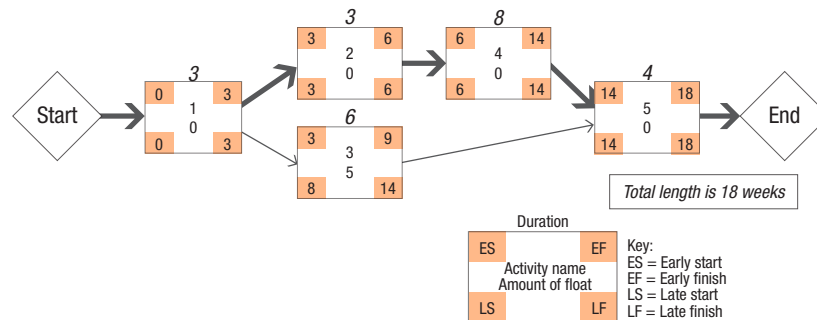 Start
3
0 3
1
0
0 3
3
3 6
2
0
3 6
8
6 14
4
0
6 14
6
3 9
3
5
8 14
4
14 18
5
0
14 18
End
Total length is 18 weeks
Duration
ES EF
Activity name
Amount of float
LS LF
Key:
ES = Early start
EF = Early finish
LS = Late start
LF = Late finish